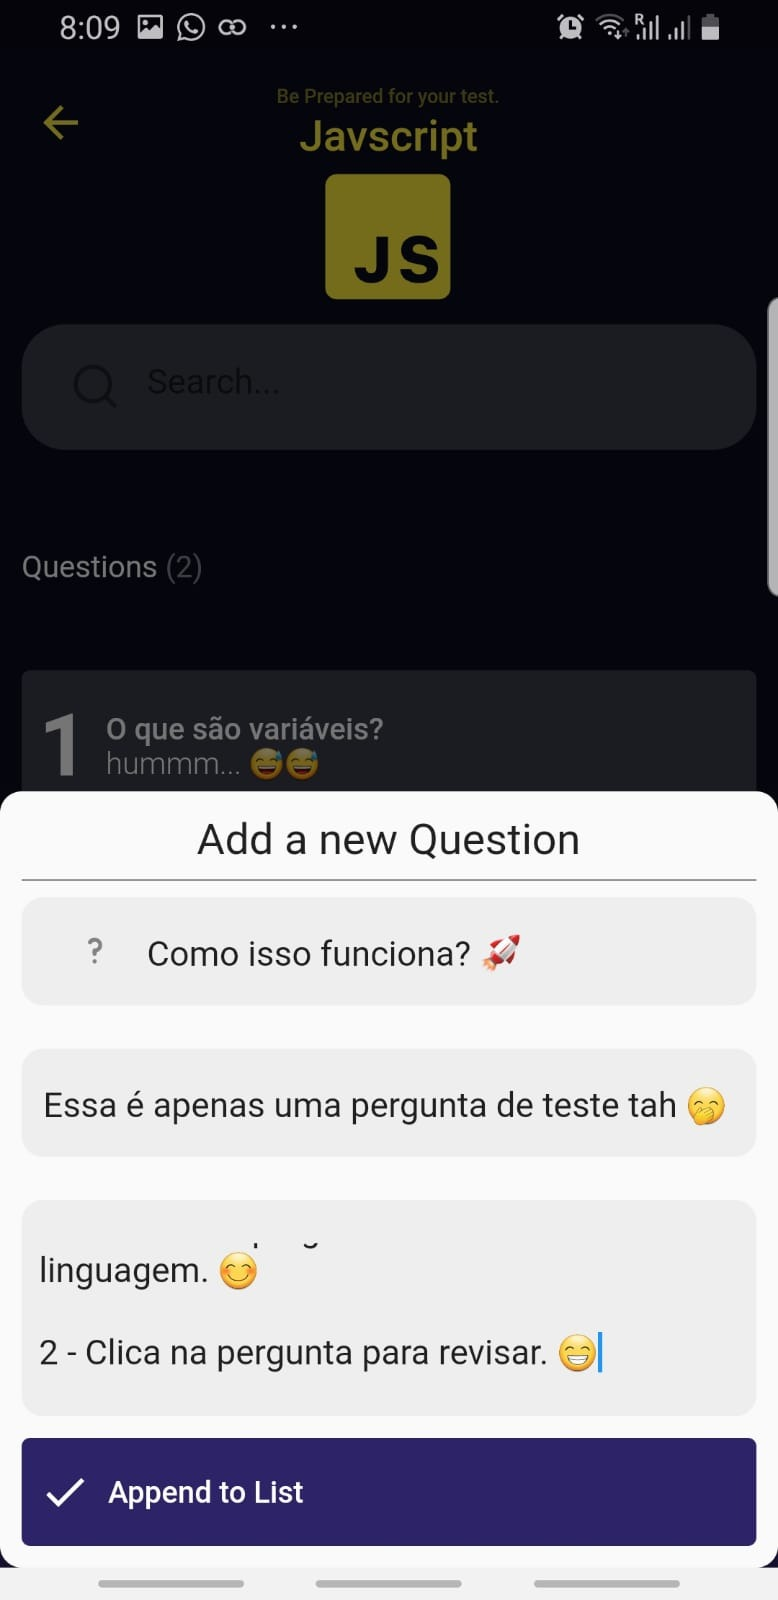 8:09
Be Prepared for your test.
Javscript
JS
Search...
Questions (2)
1 O que são variáveis?
hummm... 😅😅
Add a new Question
? Como isso funciona? 🚀
Essa é apenas uma pergunta de teste tah 🤭
linguagem. 😊
2 - Clica na pergunta para revisar. 😁
Append to List